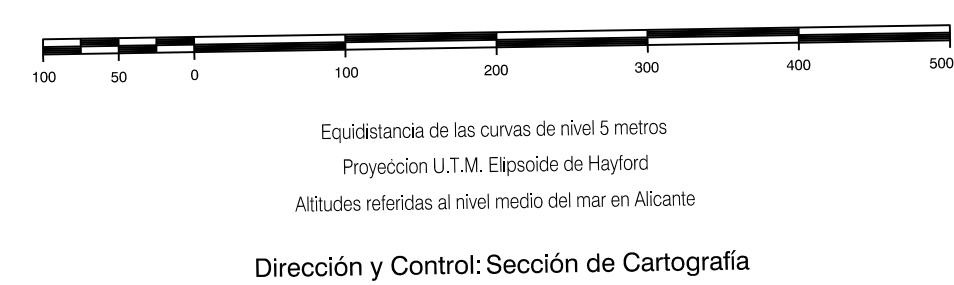 100 50 0 100 200 300 400 500
Equidistancia de las curvas de nivel 5 metros
Proyeccion U.T.M. Elipsoide de Hayford
Altitudes referidas al nivel medio del mar en Alicante
Dirección y Control: Sección de Cartografía